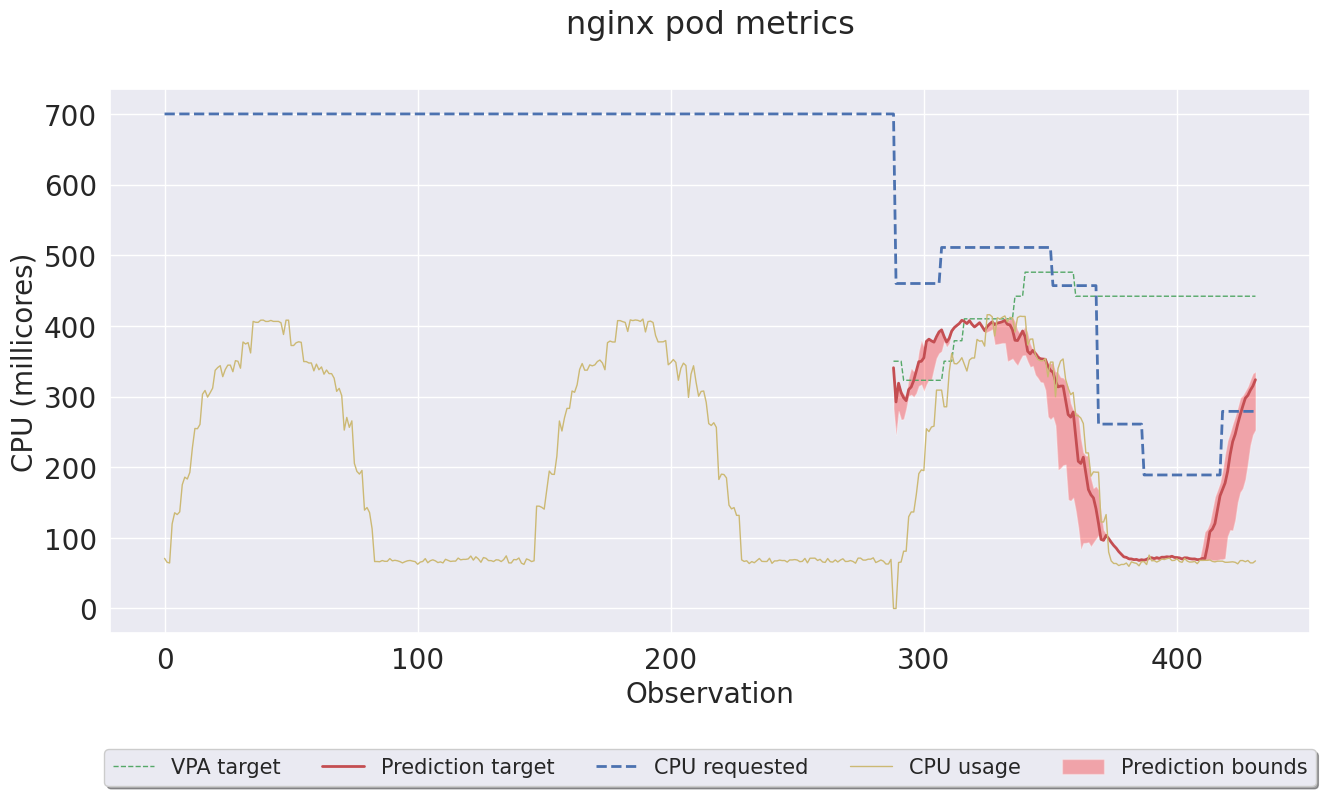 nginx pod metrics
CPU (millicores)
700
600
500
400
300
200
100
0
0 100 200 300 400
Observation
VPA target Prediction target CPU requested CPU usage Prediction bounds